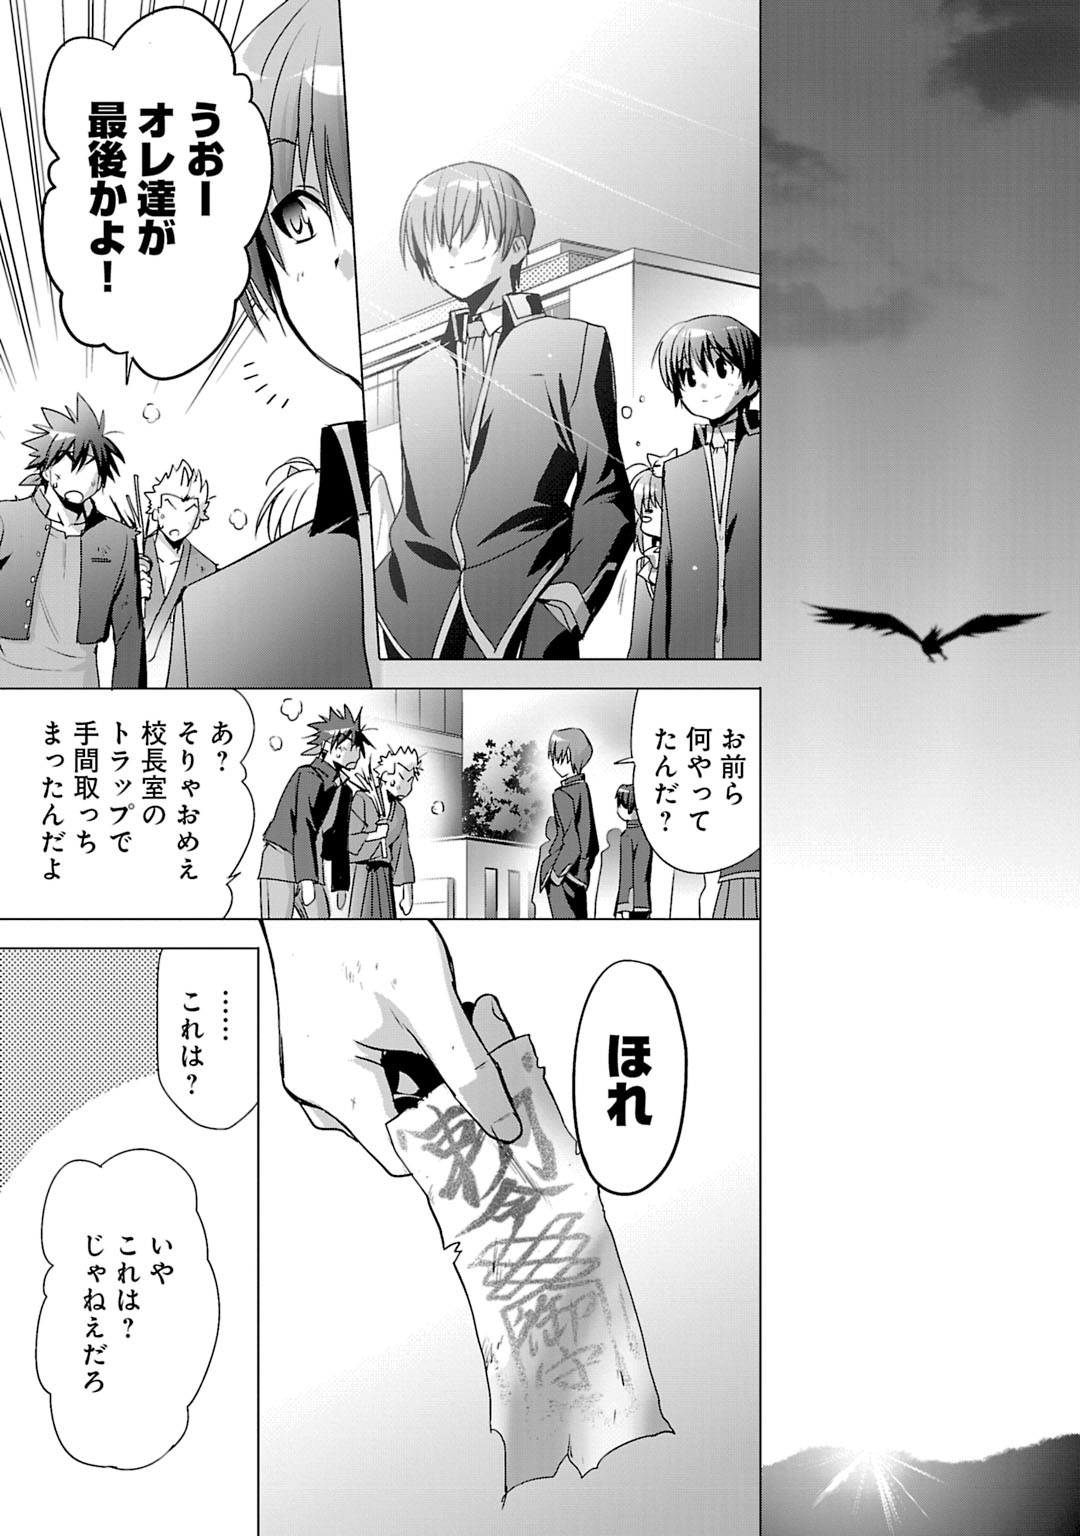 うおー
オレ達が
最後かよ！
お前ら
何やって
たんだ？
あ？
そりゃおめえ
校長室の
トラップで
手間取っち
まったんだよ
ほれ
……
これは？
いや
これは？
じゃねえだろ